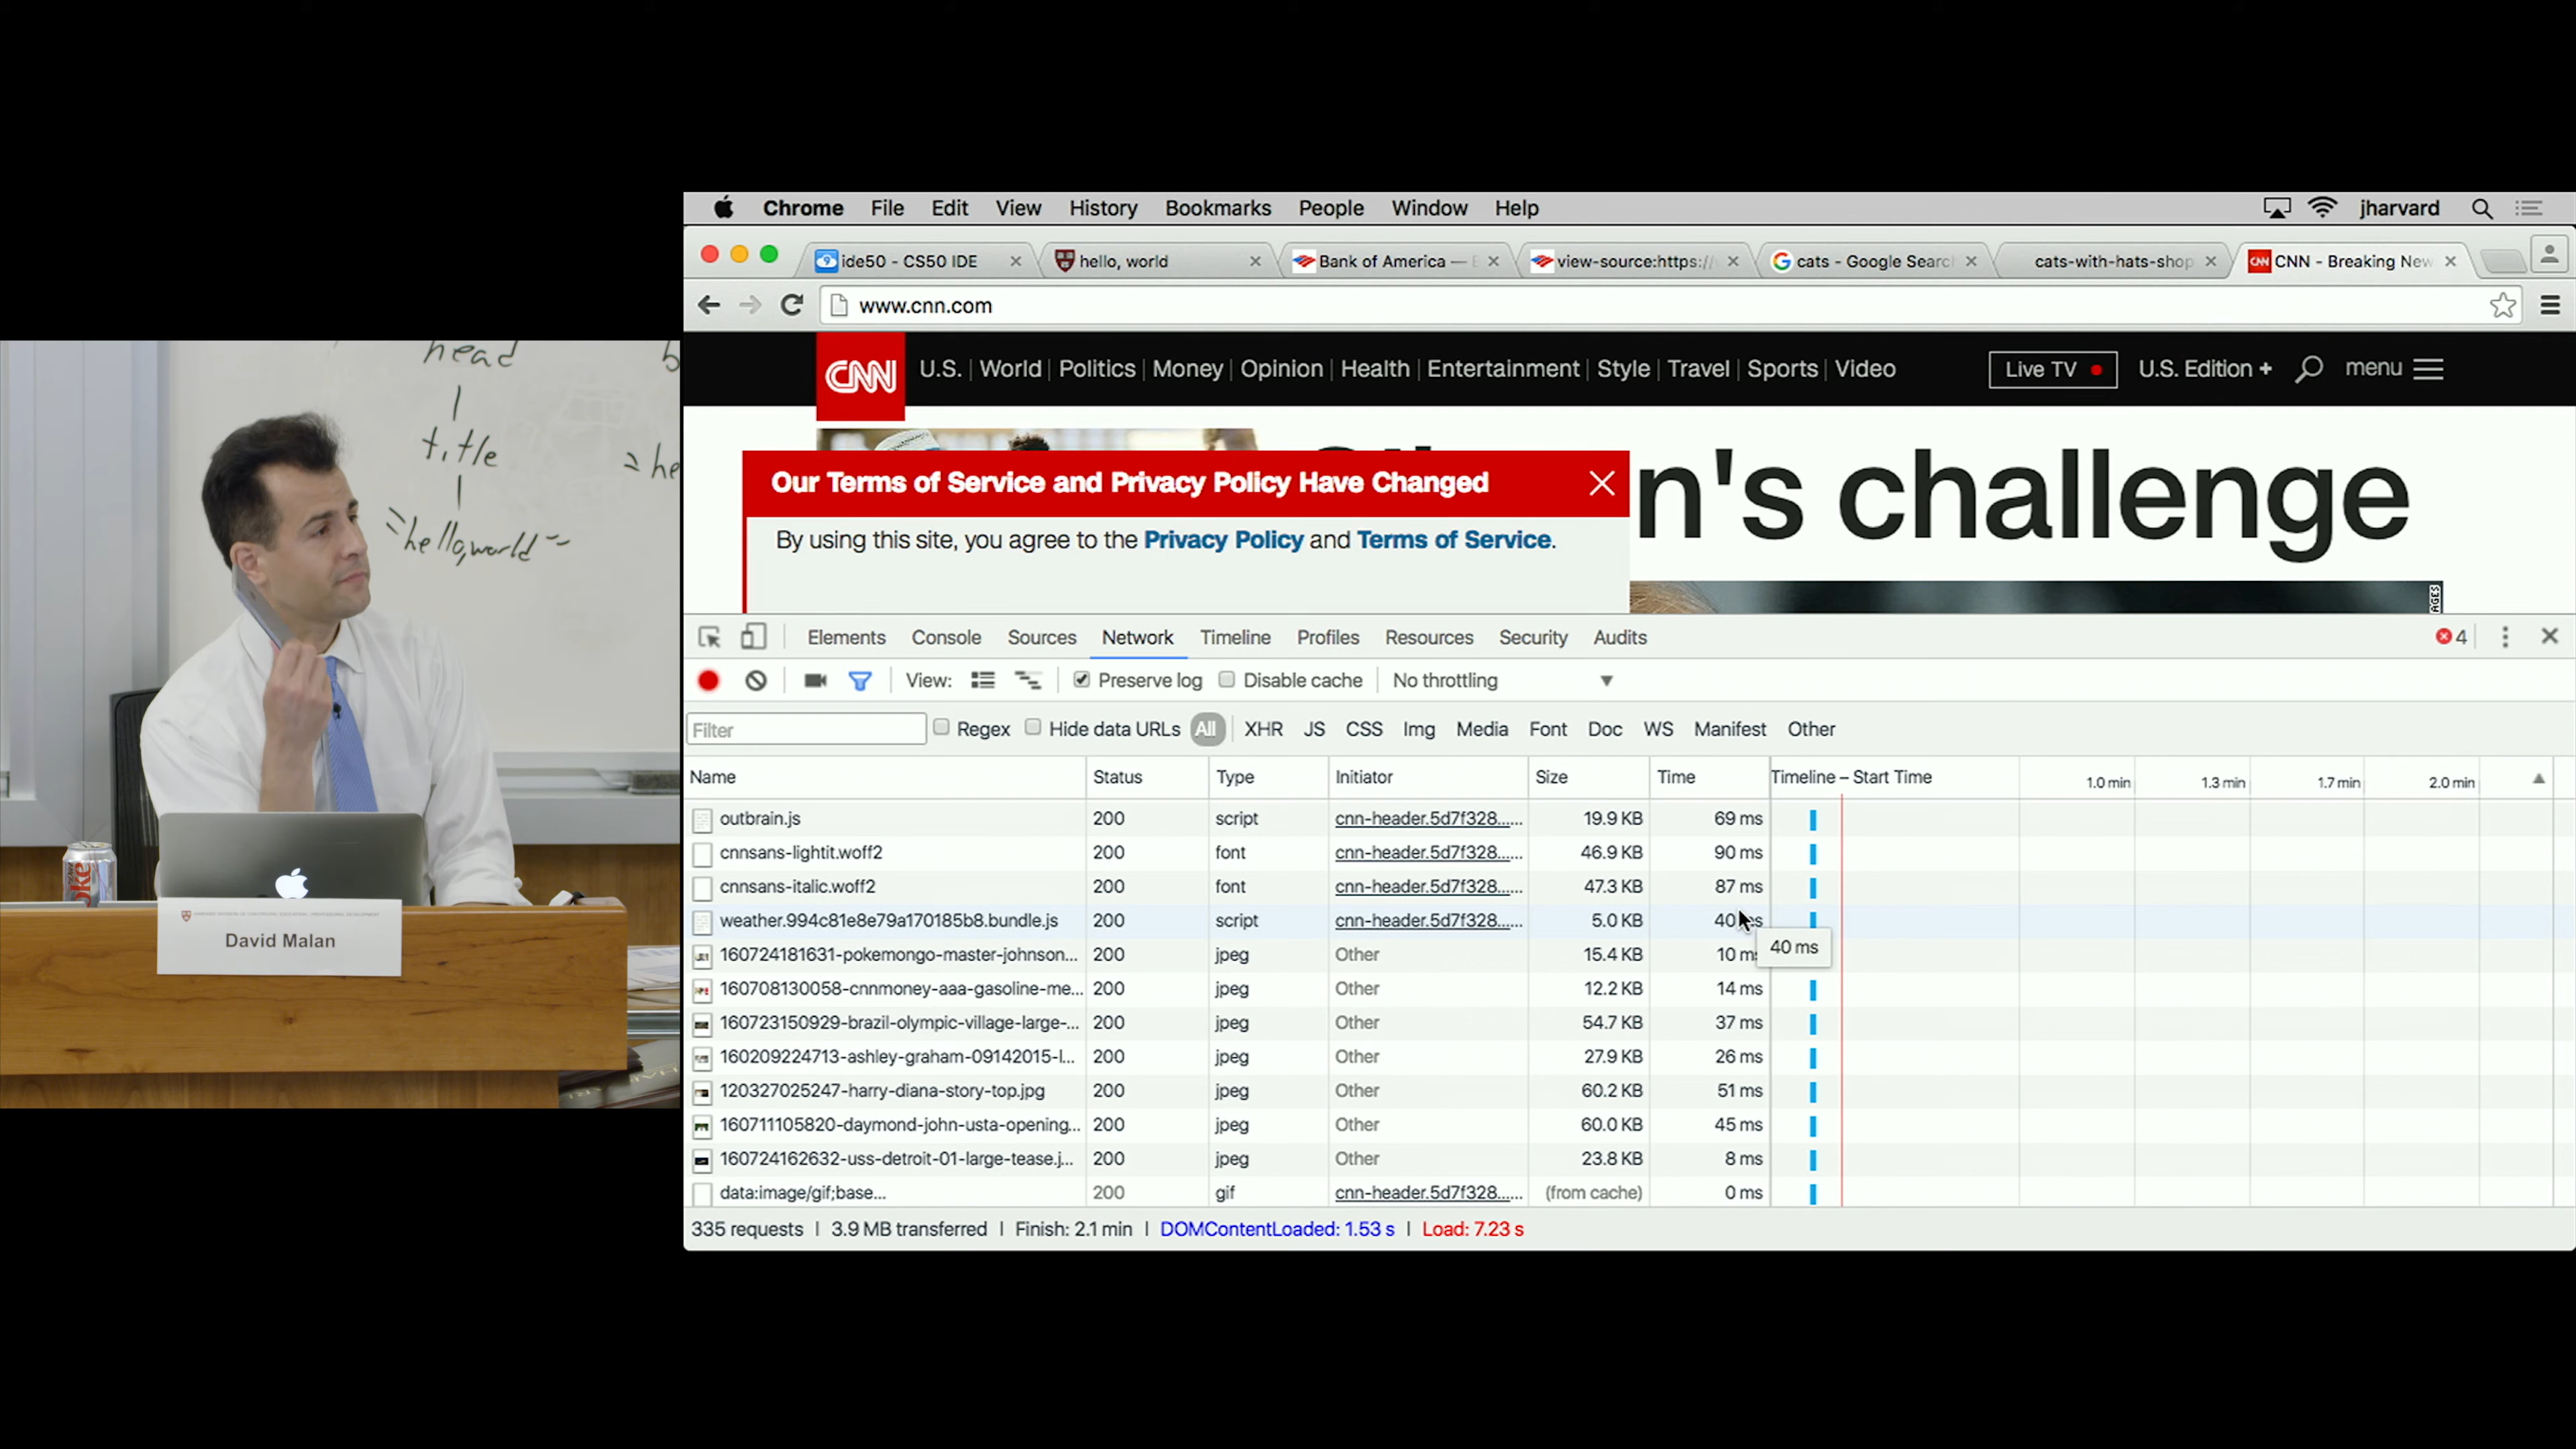 head
title
"hello, world"
David Malan
Chrome File Edit View History Bookmarks People Window Help jharvard
ide50 - CS50 IDE hello, world Bank of America — view-source:https:// cats - Google Searc cats-with-hats-shop CNN - Breaking New
www.cnn.com
CNN U.S. World Politics Money Opinion Health Entertainment Style Travel Sports Video Live TV U.S. Edition + menu
n's challenge
Our Terms of Service and Privacy Policy Have Changed
By using this site, you agree to the Privacy Policy and Terms of Service.
AGES
Elements Console Sources Network Timeline Profiles Resources Security Audits 4
View: Preserve log Disable cache No throttling
Filter Regex Hide data URLs All XHR JS CSS Img Media Font Doc WS Manifest Other
Name Status Type Initiator Size Time Timeline – Start Time 1.0 min 1.3 min 1.7 min 2.0 min
outbrain.js 200 script cnn-header.5d7f328...... 19.9 KB 69 ms
cnnsans-lightit.woff2 200 font cnn-header.5d7f328...... 46.9 KB 90 ms
cnnsans-italic.woff2 200 font cnn-header.5d7f328...... 47.3 KB 87 ms
weather.994c81e8e79a170185b8.bundle.js 200 script cnn-header.5d7f328...... 5.0 KB 40 ms
160724181631-pokemongo-master-johnson... 200 jpeg Other 15.4 KB 10 ms
40 ms
160708130058-cnnmoney-aaa-gasoline-me... 200 jpeg Other 12.2 KB 14 ms
160723150929-brazil-olympic-village-large-... 200 jpeg Other 54.7 KB 37 ms
160209224713-ashley-graham-09142015-l... 200 jpeg Other 27.9 KB 26 ms
120327025247-harry-diana-story-top.jpg 200 jpeg Other 60.2 KB 51 ms
160711105820-daymond-john-usta-opening... 200 jpeg Other 60.0 KB 45 ms
160724162632-uss-detroit-01-large-tease.j... 200 jpeg Other 23.8 KB 8 ms
data:image/gif;base... 200 gif cnn-header.5d7f328...... (from cache) 0 ms
335 requests | 3.9 MB transferred | Finish: 2.1 min | DOMContentLoaded: 1.53 s | Load: 7.23 s